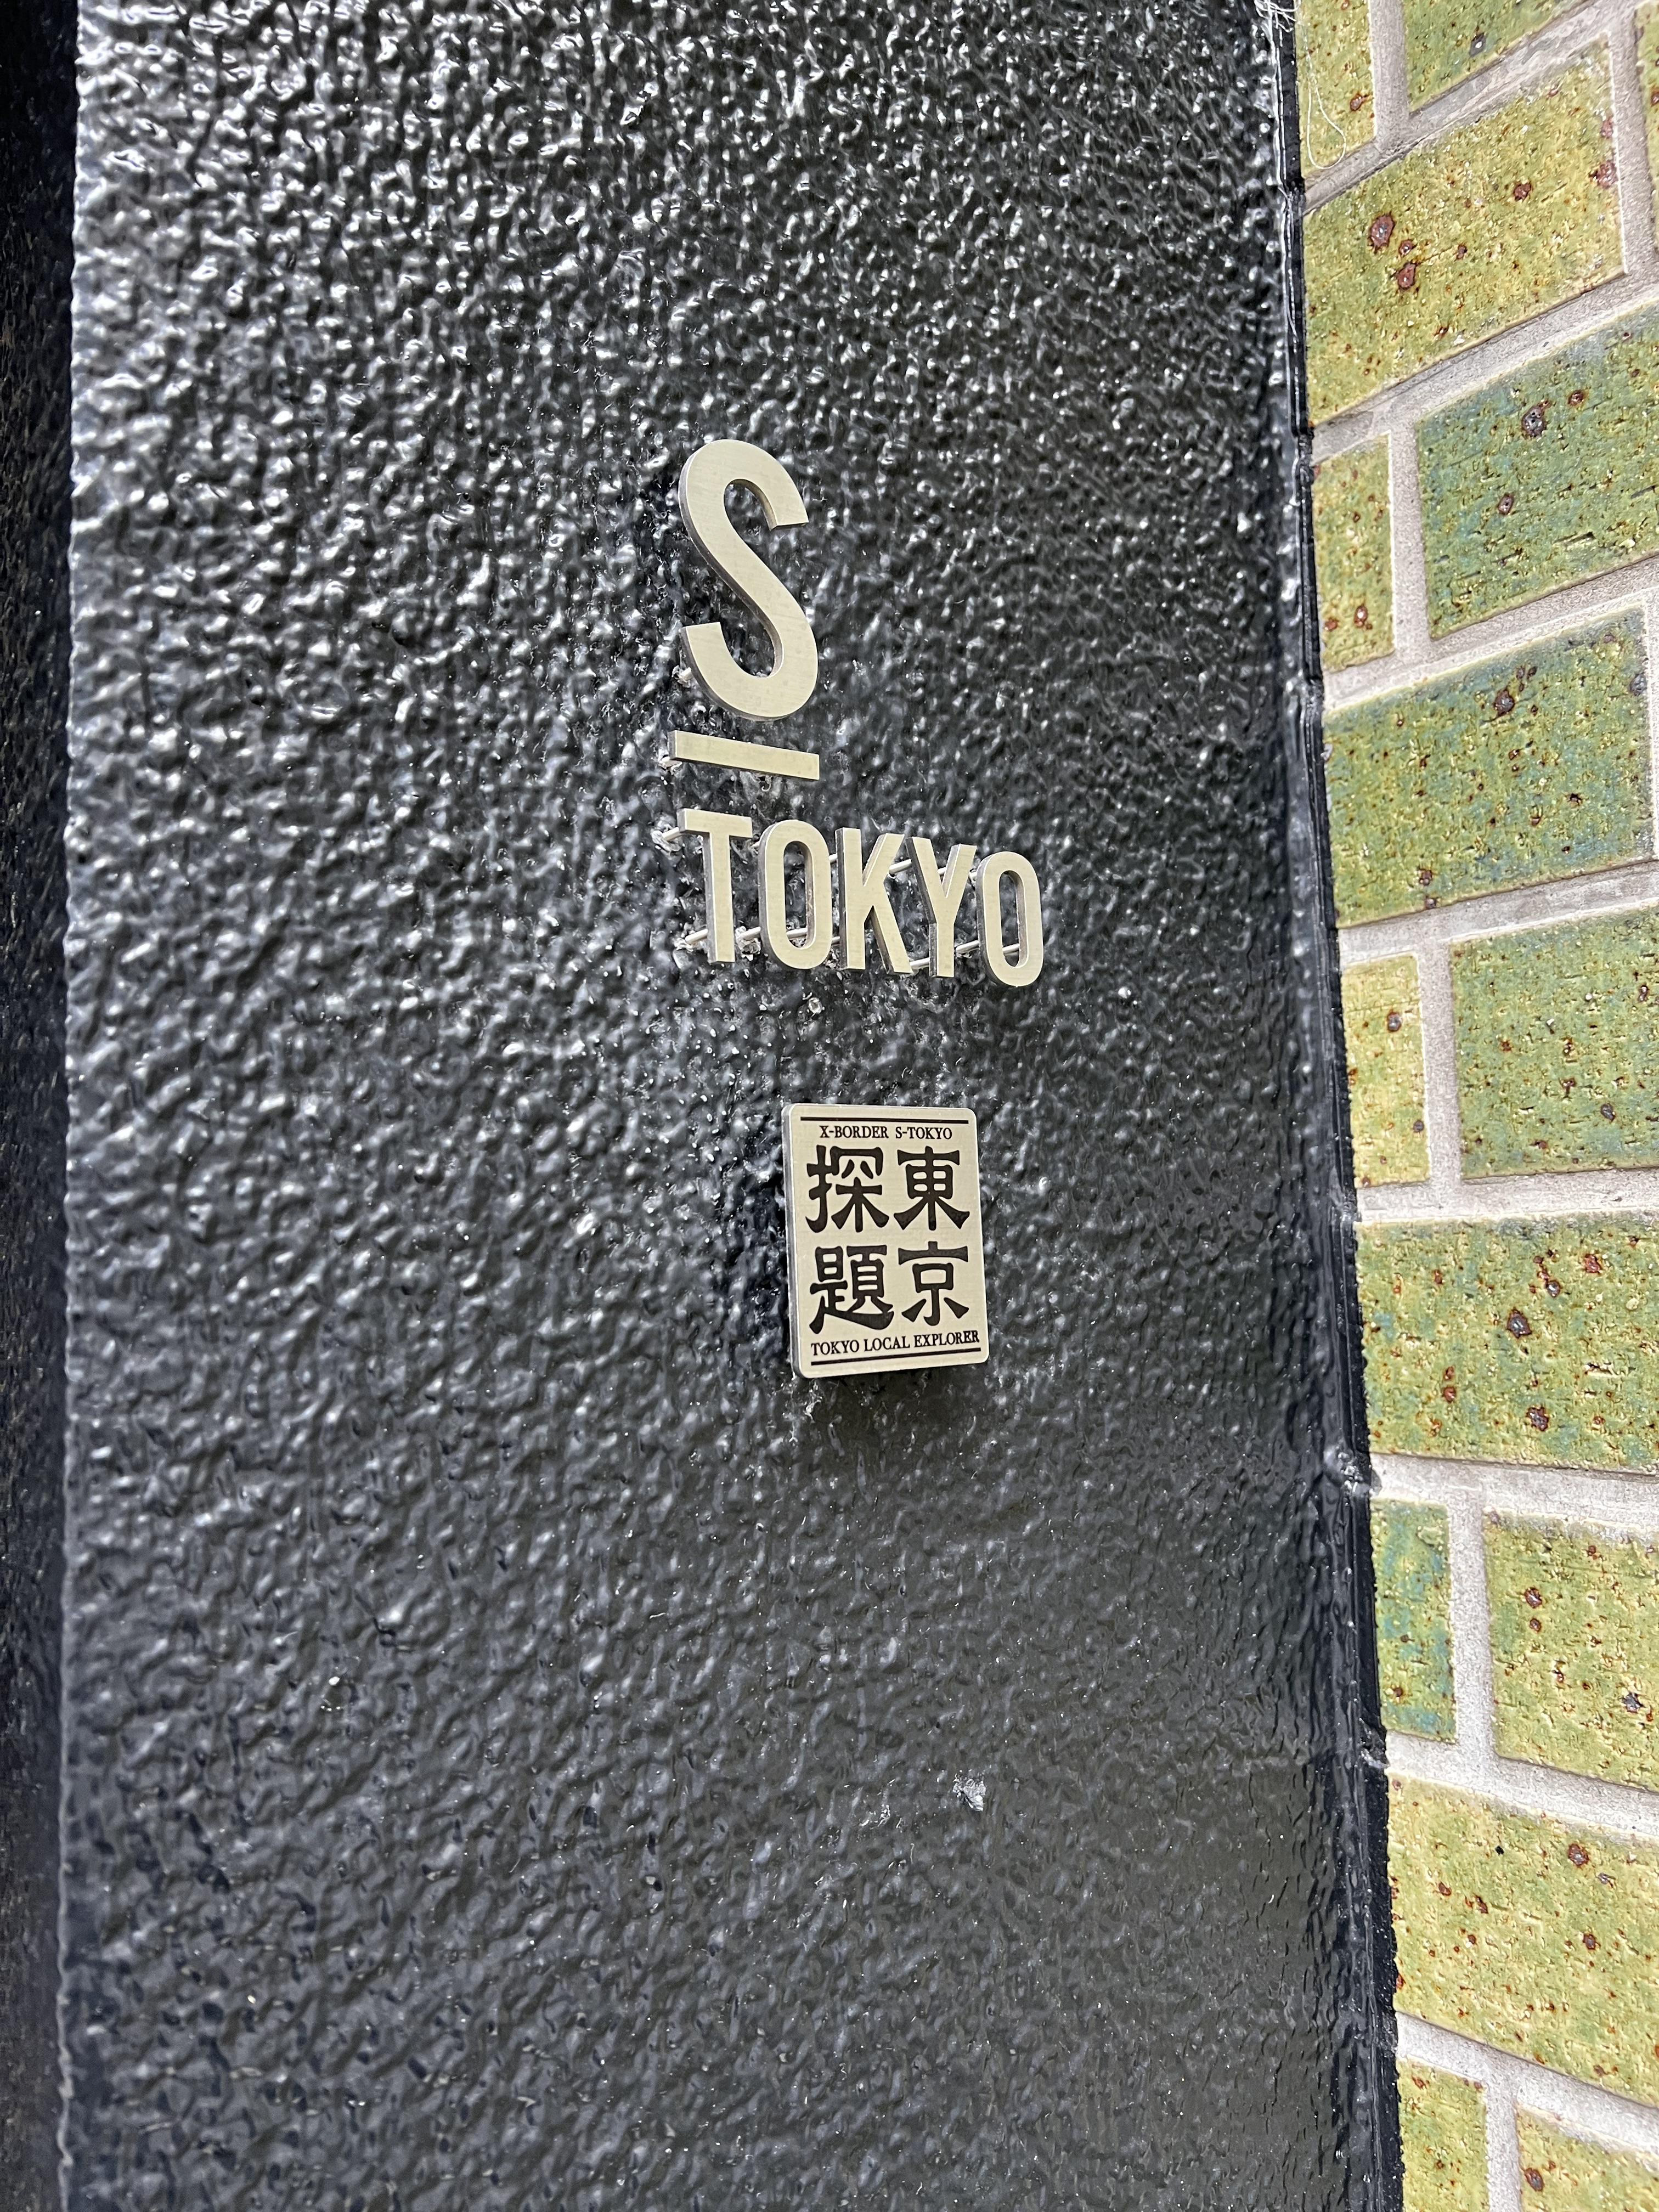 S
TOKYO
X-BORDER S-TOKYO
東京
探題
TOKYO LOCAL EXPLORER